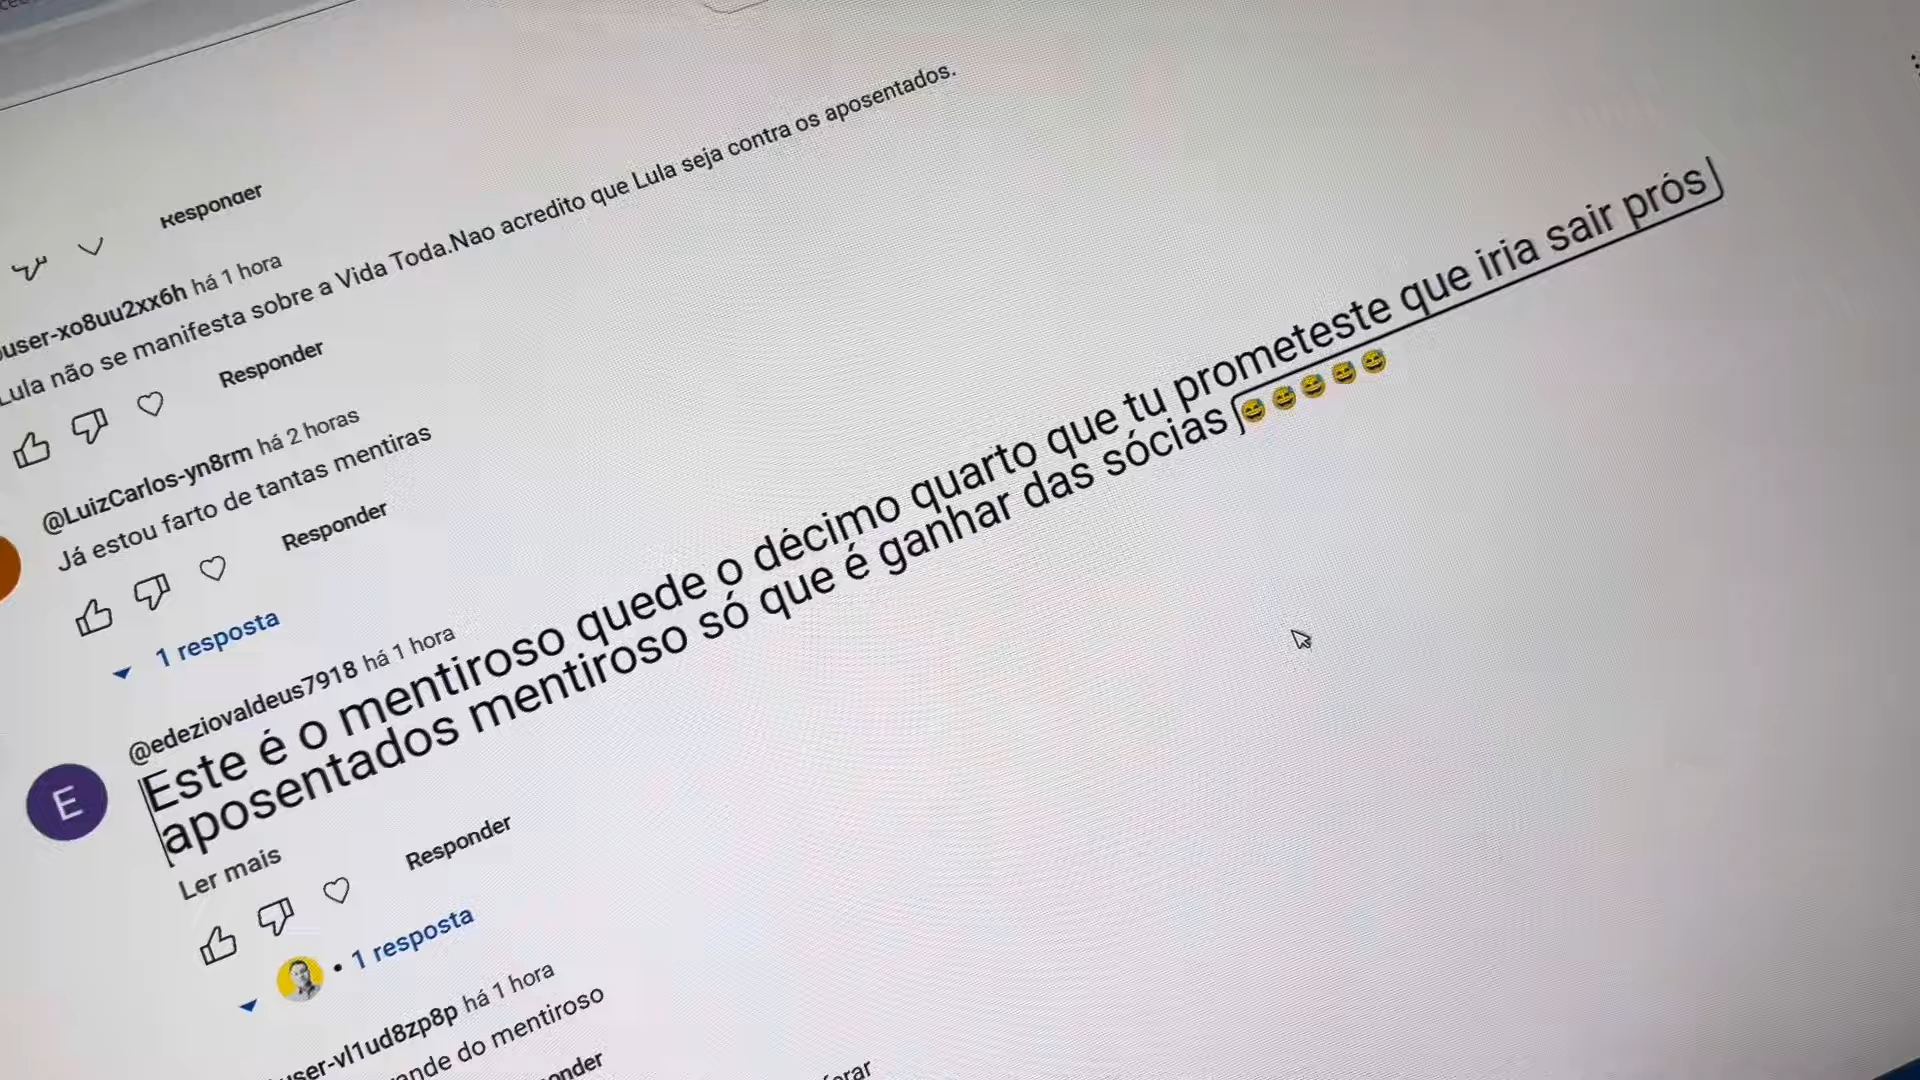 Responder
user-xo8uu2xx6h há 1 hora
Lula não se manifesta sobre a Vida Toda.Nao acredito que Lula seja contra os aposentados.
Responder
@LuizCarlos-yn8rm há 2 horas
Já estou farto de tantas mentiras
Responder
1 resposta
@edeziovaldeus7918 há 1 hora
E
Este é o mentiroso quede o décimo quarto que tu prometeste que iria sair prós
aposentados mentiroso só que é ganhar das sócias 😅😅😅😅😅
Ler mais
Responder
• 1 resposta
user-vl1ud8zp8p há 1 hora
do mentiroso